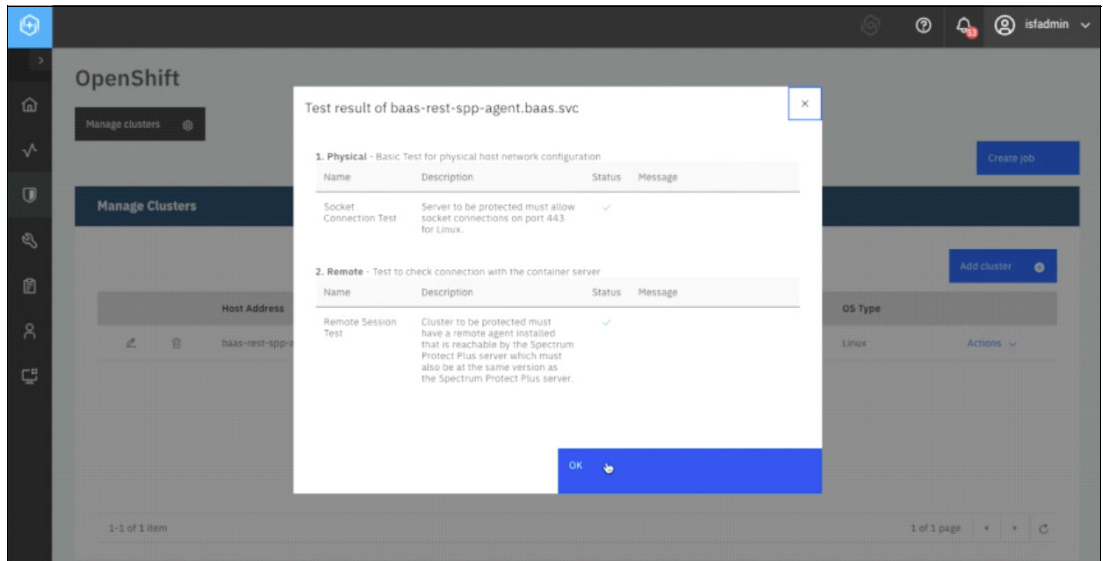 53
isfadmin
OpenShift
Manage clusters
Create job
Manage Clusters
Add cluster
Host Address
OS Type
baas-rest-spp-a
Linux
Actions
1-1 of 1 item
1 of 1 page
Test result of baas-rest-spp-agent.baas.svc
1. Physical - Basic Test for physical host network configuration
Name Description Status Message
Socket
Connection Test
Server to be protected must allow
socket connections on port 443
for Linux.
2. Remote - Test to check connection with the container server
Name Description Status Message
Remote Session
Test
Cluster to be protected must
have a remote agent installed
that is reachable by the Spectrum
Protect Plus server which must
also be at the same version as
the Spectrum Protect Plus server.
OK